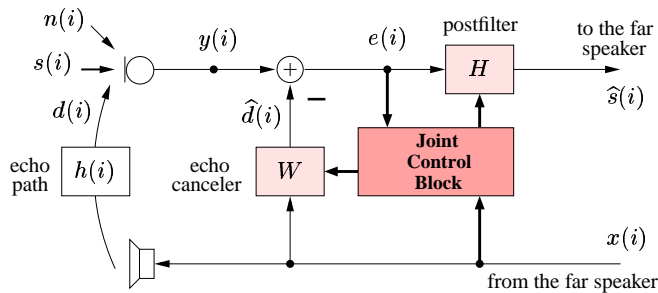 n(i)
s(i)
d(i)
y(i)
e(i)
postfilter
H
to the far
speaker
ŝ(i)
+
−
d̂(i)
echo
path
h(i)
echo
canceler
W
Joint
Control
Block
x(i)
from the far speaker